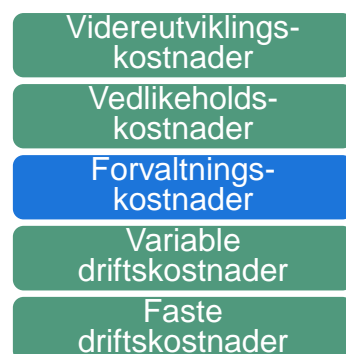 Videreutviklings-
kostnader
Vedlikeholds-
kostnader
Forvaltnings-
kostnader
Variable
driftskostnader
Faste
driftskostnader